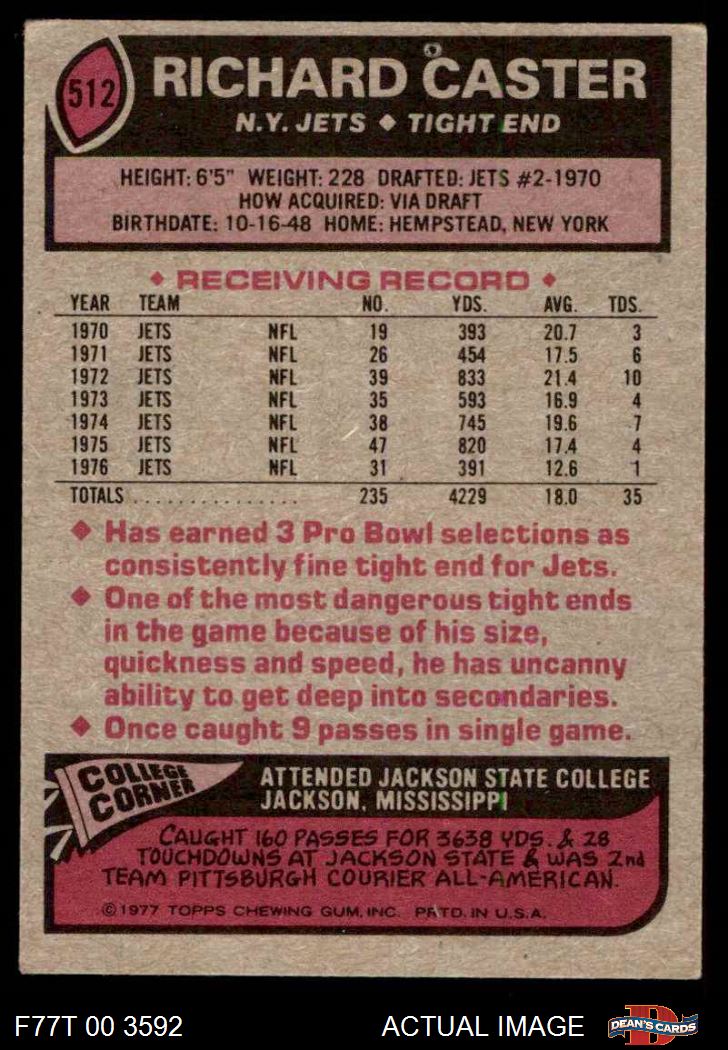 512
RICHARD CASTER
N.Y. JETS ♦ TIGHT END
HEIGHT: 6'5" WEIGHT: 228 DRAFTED: JETS #2-1970
HOW ACQUIRED: VIA DRAFT
BIRTHDATE: 10-16-48 HOME: HEMPSTEAD, NEW YORK
♦ RECEIVING RECORD ♦
YEAR TEAM NO. YDS. AVG. TDS.
1970 JETS NFL 19 393 20.7 3
1971 JETS NFL 26 454 17.5 6
1972 JETS NFL 39 833 21.4 10
1973 JETS NFL 35 593 16.9 4
1974 JETS NFL 38 745 19.6 7
1975 JETS NFL 47 820 17.4 4
1976 JETS NFL 31 391 12.6 1
TOTALS ................ 235 4229 18.0 35
♦ Has earned 3 Pro Bowl selections as
consistently fine tight end for Jets.
♦ One of the most dangerous tight ends
in the game because of his size,
quickness and speed, he has uncanny
ability to get deep into secondaries.
♦ Once caught 9 passes in single game.
COLLEGE
CORNER
ATTENDED JACKSON STATE COLLEGE
JACKSON, MISSISSIPPI
CAUGHT 160 PASSES FOR 3638 YDS. & 28
TOUCHDOWNS AT JACKSON STATE & WAS 2nd
TEAM PITTSBURGH COURIER ALL-AMERICAN.
©1977 TOPPS CHEWING GUM, INC. PRTD. IN U.S.A.
F77T 00 3592 ACTUAL IMAGE
D
DEAN'S CARDS